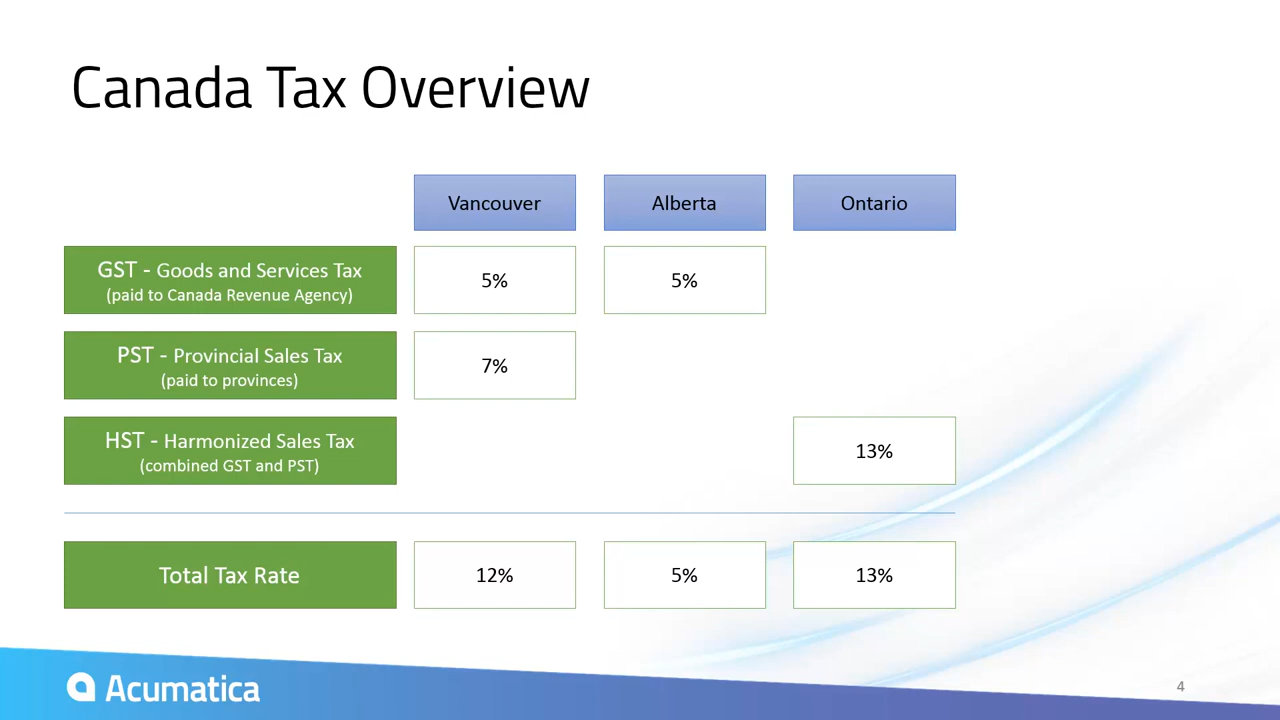 Canada Tax Overview
Vancouver Alberta Ontario
GST - Goods and Services Tax
(paid to Canada Revenue Agency)
5% 5%
PST - Provincial Sales Tax
(paid to provinces)
7%
HST - Harmonized Sales Tax
(combined GST and PST)
13%
Total Tax Rate 12% 5% 13%
Acumatica
4